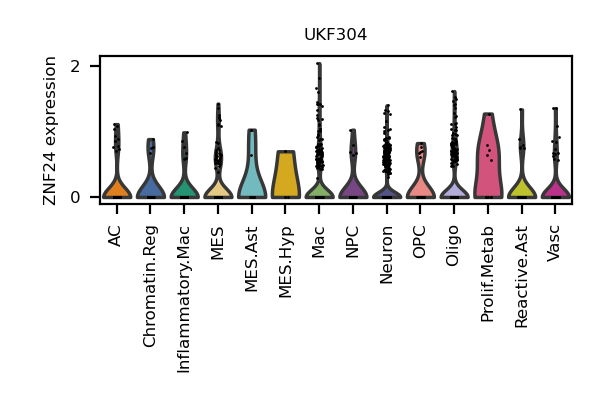 UKF304
ZNF24 expression
2
0
AC
Chromatin.Reg
Inflammatory.Mac
MES
MES.Ast
MES.Hyp
Mac
NPC
Neuron
OPC
Oligo
Prolif.Metab
Reactive.Ast
Vasc